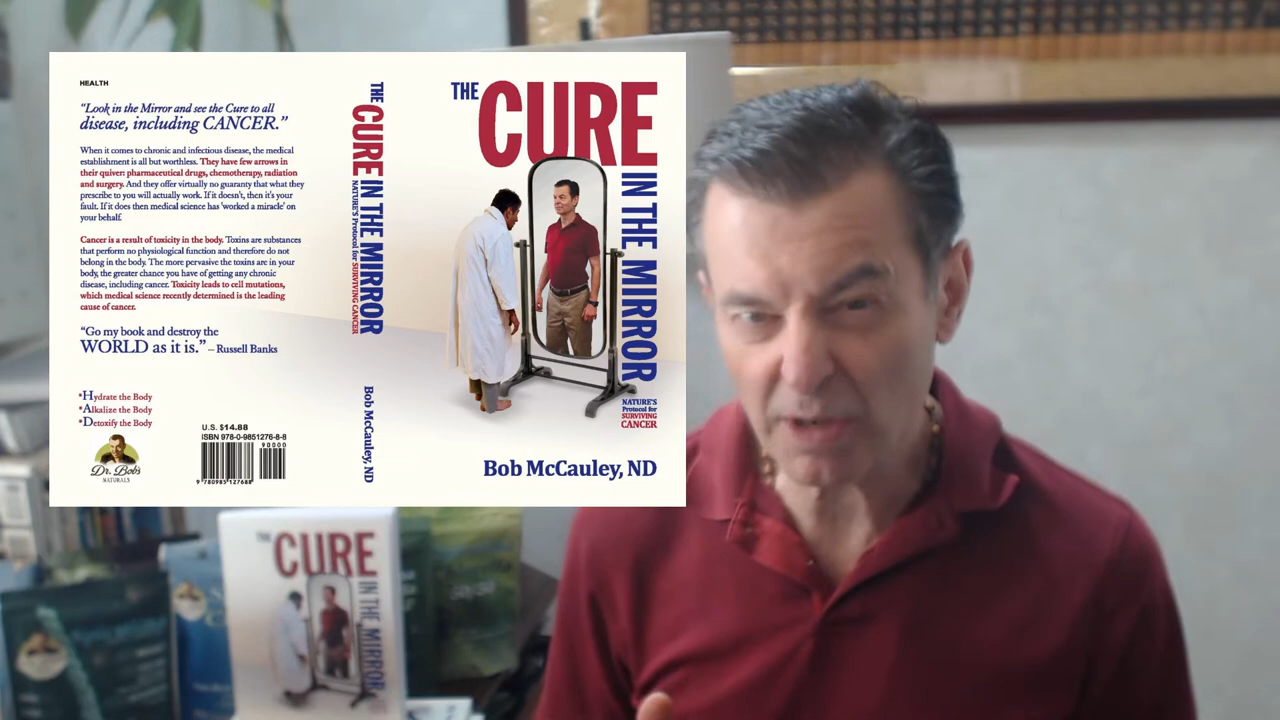 HEALTH
“Look in the Mirror and see the Cure to all
disease, including CANCER.”
When it comes to chronic and infectious disease, the medical
establishment is all but worthless. They have few arrows in
their quiver: pharmaceutical drugs, chemotherapy, radiation
and surgery. And they offer virtually no guaranty that what they
prescribe to you will actually work. If it doesn't, then it's your
fault. If it does then medical science has 'worked a miracle' on
your behalf.
Cancer is a result of toxicity in the body. Toxins are substances
that perform no physiological function and therefore do not
belong in the body. The more pervasive the toxins are in your
body, the greater chance you have of getting any chronic
disease, including cancer. Toxicity leads to cell mutations,
which medical science recently determined is the leading
cause of cancer.
“Go my book and destroy the
WORLD as it is.” – Russell Banks
*Hydrate the Body
*Alkalize the Body
*Detoxify the Body
Dr. Bob's
NATURALS
U.S. $14.88
ISBN 978-0-9851276-8-8
90000
9 780985 127688
THE CURE IN THE MIRROR
NATURE'S Protocol for SURVIVING CANCER
Bob McCauley, ND
THE CURE
IN THE MIRROR
NATURE'S
Protocol for
SURVIVING
CANCER
Bob McCauley, ND
THE CURE
IN THE MIRROR